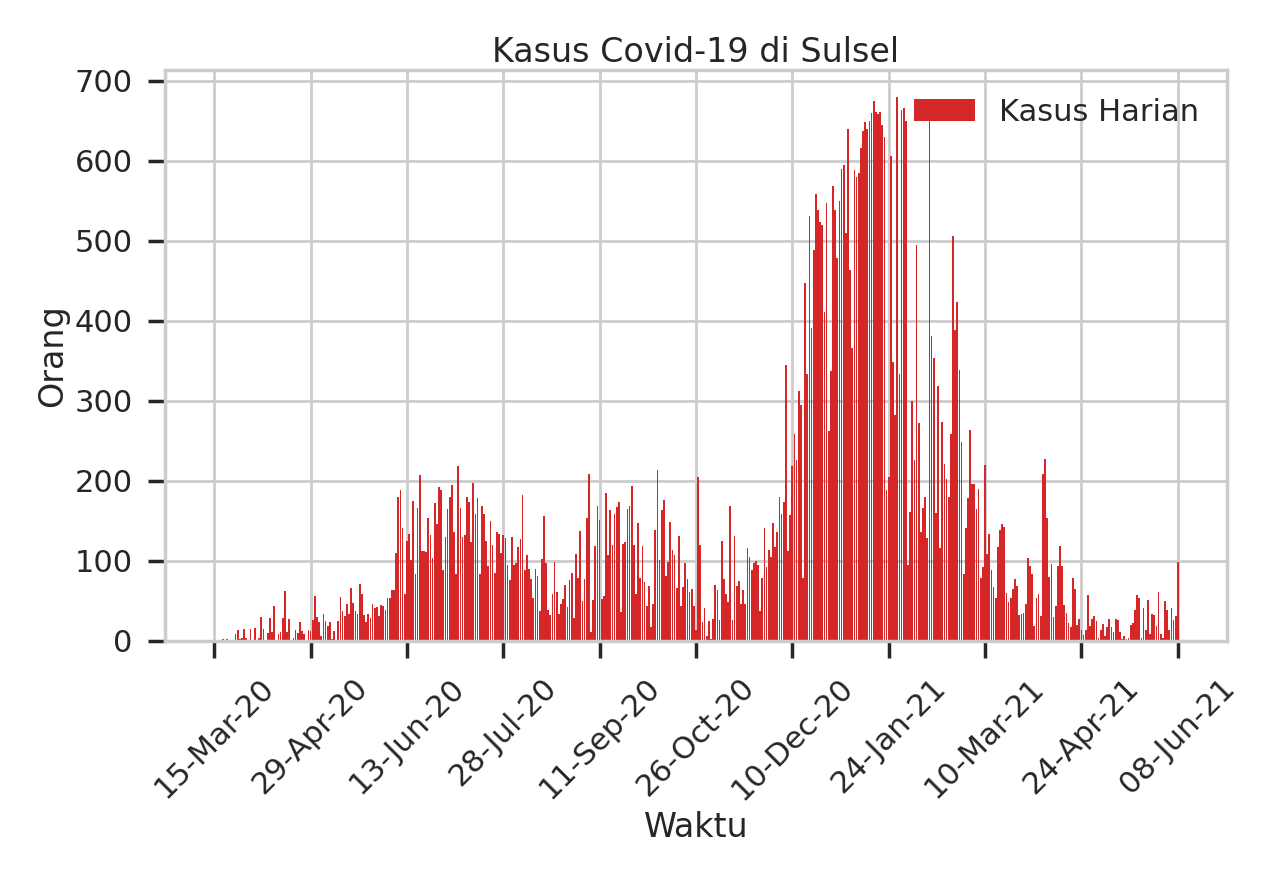 Kasus Covid-19 di Sulsel
Kasus Harian
Orang
700
600
500
400
300
200
100
0
15-Mar-20
29-Apr-20
13-Jun-20
28-Jul-20
11-Sep-20
26-Oct-20
10-Dec-20
24-Jan-21
10-Mar-21
24-Apr-21
08-Jun-21
Waktu